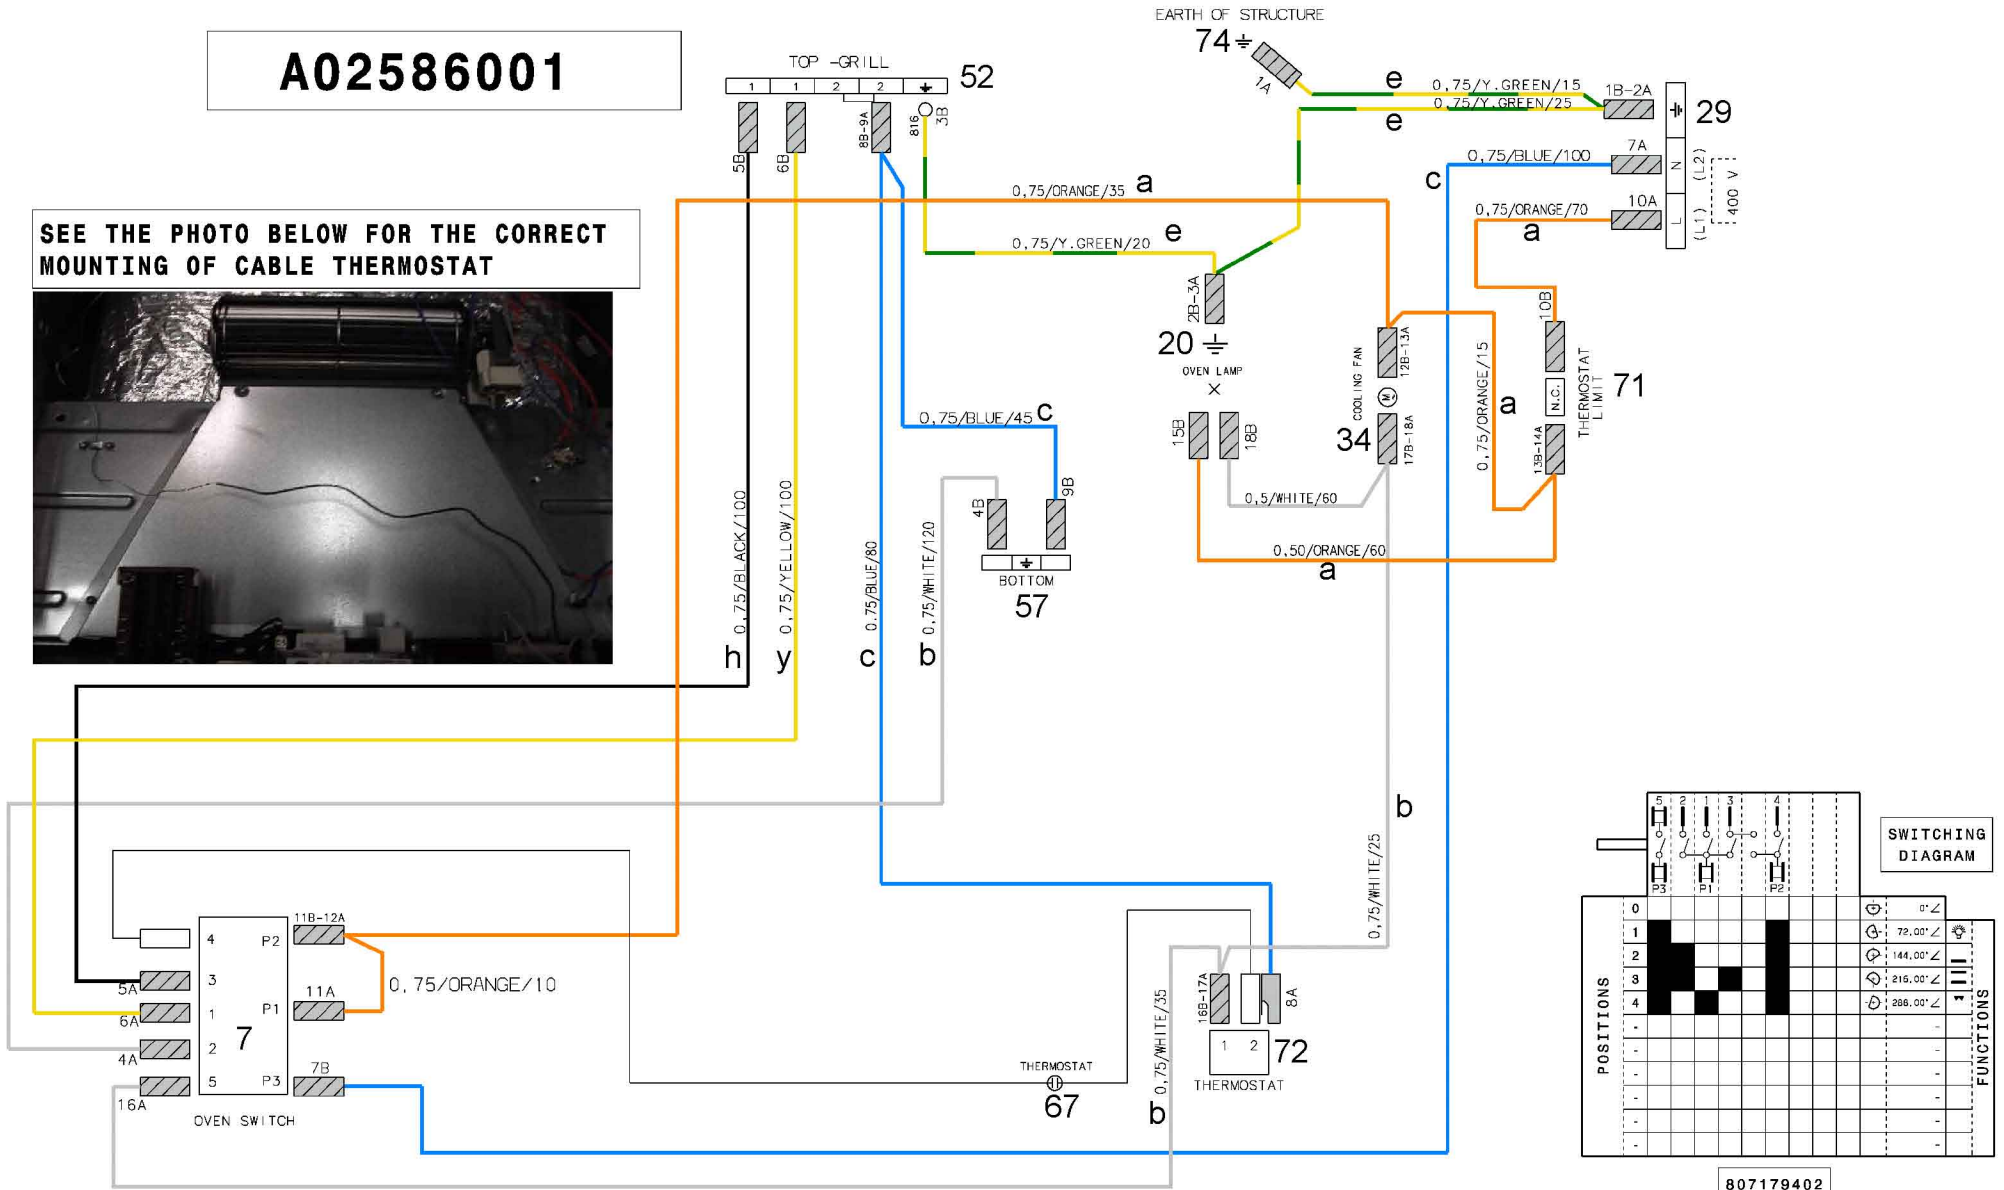 EARTH OF STRUCTURE
74
1A
A02586001
TOP -GRILL
52
1 1 2 2
5B
6B
8B-9A
816
3B
e
0,75/Y.GREEN/15
0,75/Y.GREEN/25
e
1B-2A
29
7A
N
(L2)
10A
L
(L1)
400 V
0,75/BLUE/100
c
0,75/ORANGE/70
a
0,75/ORANGE/35 a
0,75/Y.GREEN/20 e
SEE THE PHOTO BELOW FOR THE CORRECT
MOUNTING OF CABLE THERMOSTAT
2B-3A
20
OVEN LAMP
15B
18B
COOLING FAN
12B-13A
M
34
17B-18A
0,75/ORANGE/15
a
10B
N.C.
THERMOSTAT
LIMIT
71
13B-14A
0,5/WHITE/60
0,50/ORANGE/60
a
0,75/BLUE/45 c
4B
9B
BOTTOM
57
0,75/BLACK/100
h
0,75/YELLOW/100
y
0.75/BLUE/80
c
0,75/WHITE/120
b
b
0,75/WHITE/25
4
3
1
2
5
7
P2
P1
P3
5A
6A
4A
16A
11B-12A
11A
7B
0,75/ORANGE/10
OVEN SWITCH
THERMOSTAT
67
0,75/WHITE/35
b
16B-17A
8A
1 2
72
THERMOSTAT
SWITCHING
DIAGRAM
5 2 1 3 4
P3 P1 P2
POSITIONS
FUNCTIONS
0 0°∠
1 72,00°∠
2 144,00°∠
3 216,00°∠
4 288,00°∠
- -
- -
- -
- -
- -
- -
807179402